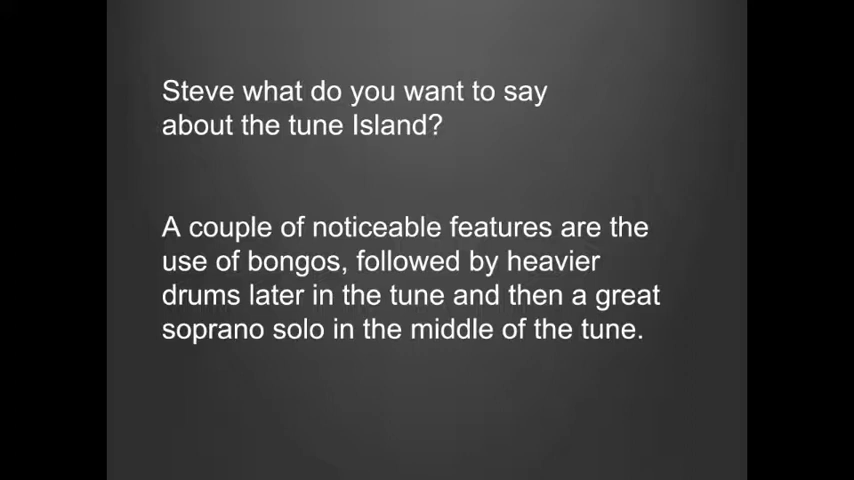 Steve what do you want to say
about the tune Island?
A couple of noticeable features are the
use of bongos, followed by heavier
drums later in the tune and then a great
soprano solo in the middle of the tune.